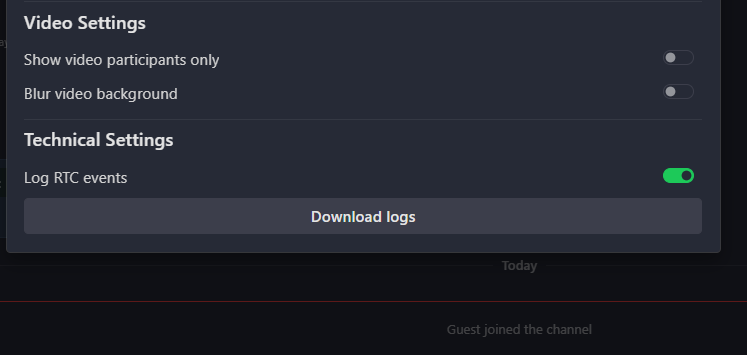 Video Settings
Show video participants only
Blur video background
Technical Settings
Log RTC events
Download logs
Today
Guest joined the channel